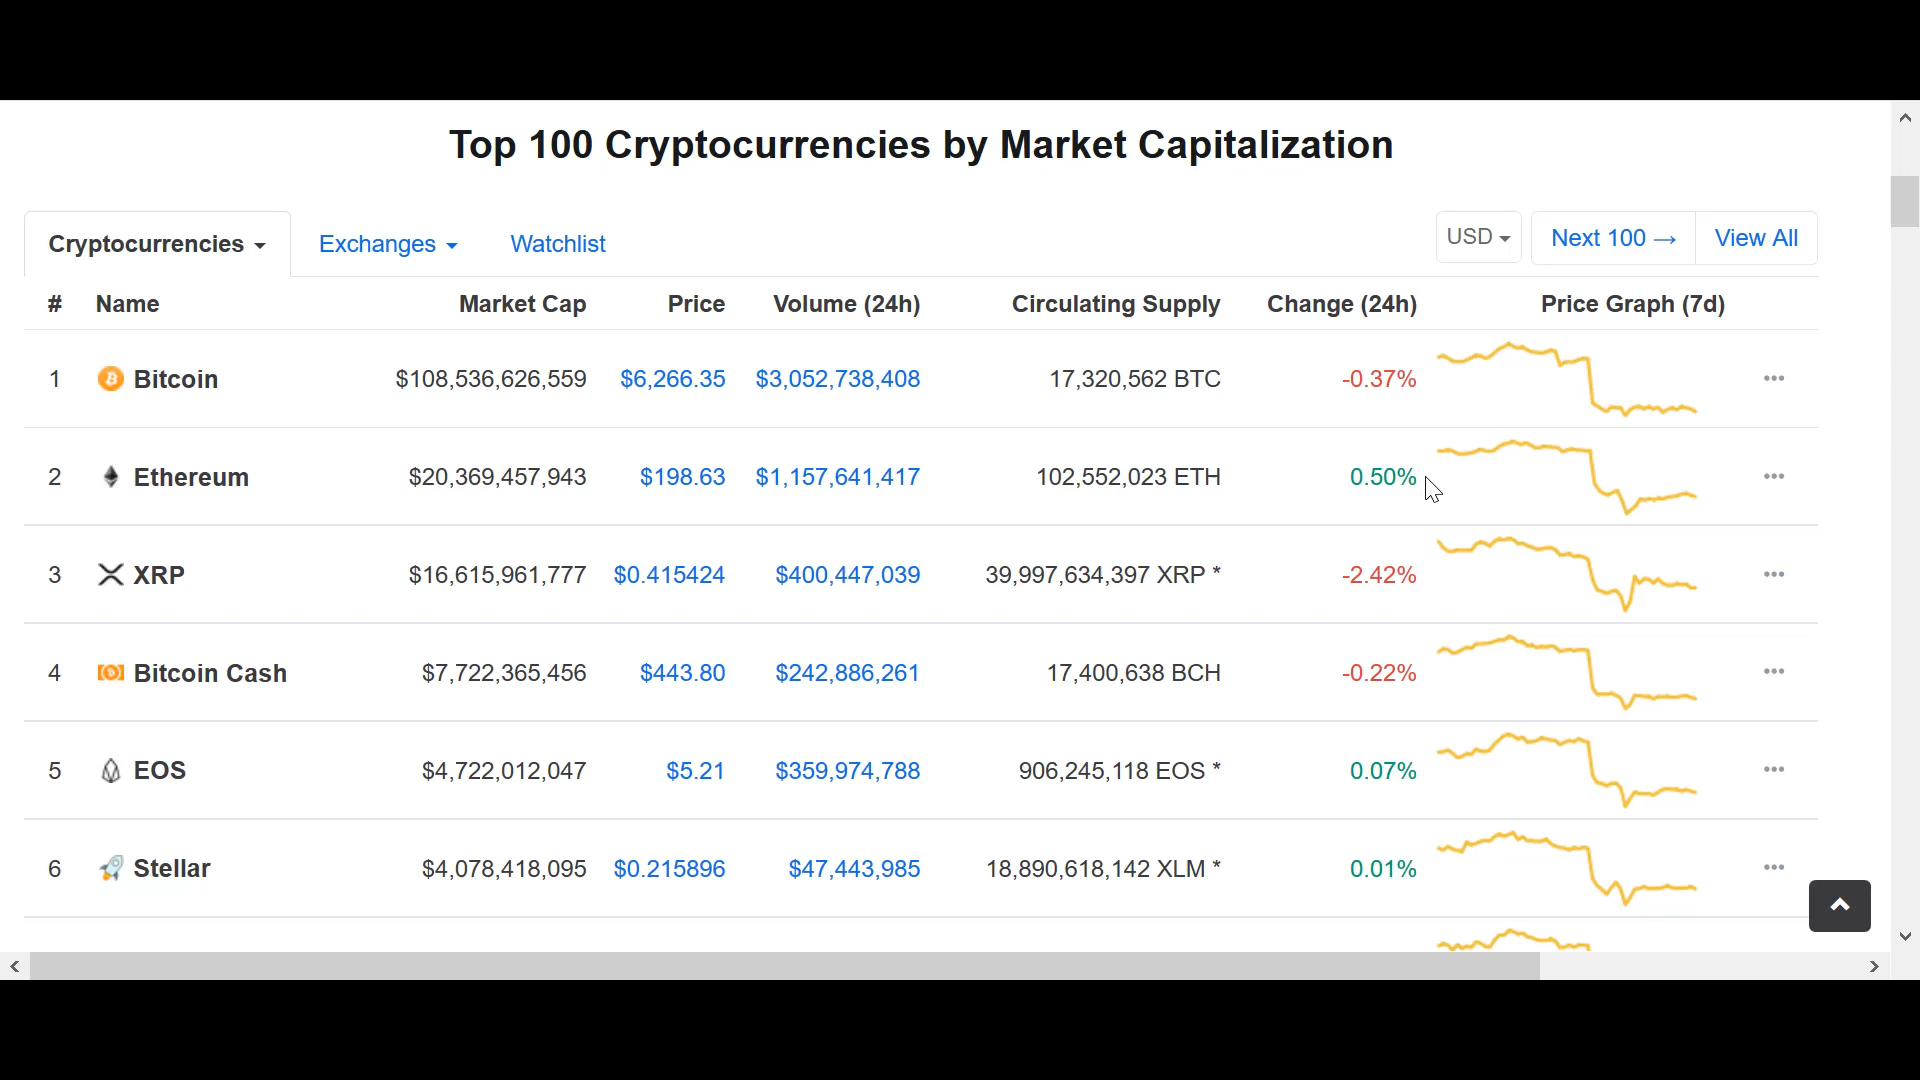 Top 100 Cryptocurrencies by Market Capitalization
Cryptocurrencies Exchanges Watchlist USD Next 100 → View All
# Name Market Cap Price Volume (24h) Circulating Supply Change (24h) Price Graph (7d)
1 Bitcoin $108,536,626,559 $6,266.35 $3,052,738,408 17,320,562 BTC -0.37%
2 Ethereum $20,369,457,943 $198.63 $1,157,641,417 102,552,023 ETH 0.50%
3 XRP $16,615,961,777 $0.415424 $400,447,039 39,997,634,397 XRP * -2.42%
4 Bitcoin Cash $7,722,365,456 $443.80 $242,886,261 17,400,638 BCH -0.22%
5 EOS $4,722,012,047 $5.21 $359,974,788 906,245,118 EOS * 0.07%
6 Stellar $4,078,418,095 $0.215896 $47,443,985 18,890,618,142 XLM * 0.01%